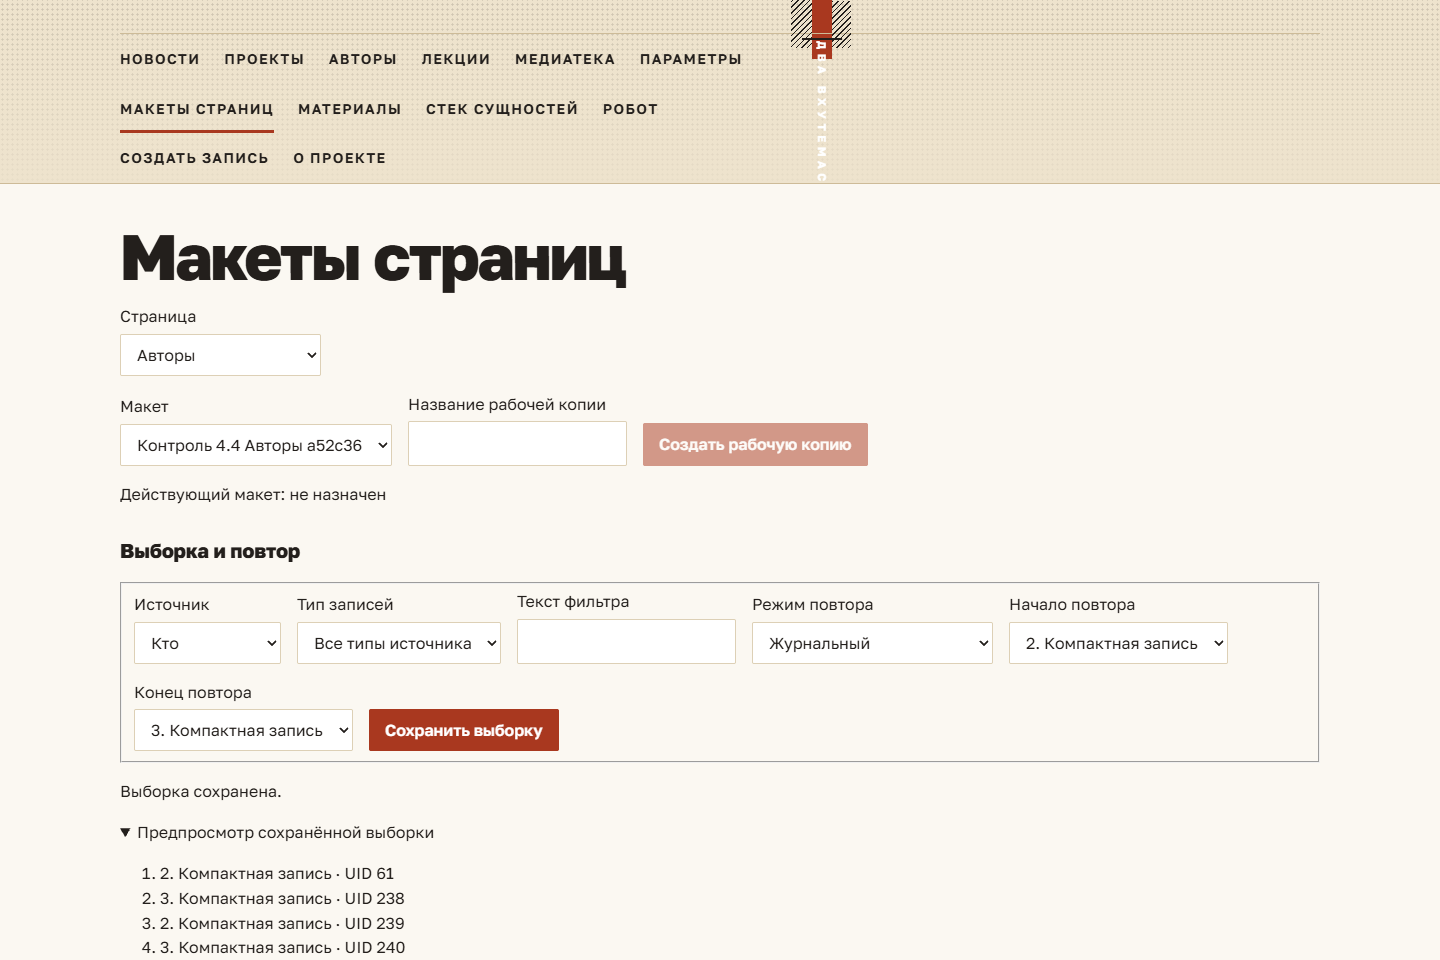 НОВОСТИ ПРОЕКТЫ АВТОРЫ ЛЕКЦИИ МЕДИАТЕКА ПАРАМЕТРЫ
МАКЕТЫ СТРАНИЦ МАТЕРИАЛЫ СТЕК СУЩНОСТЕЙ РОБОТ
СОЗДАТЬ ЗАПИСЬ О ПРОЕКТЕ
ДВА ВХУТЕМАС
Макеты страниц
Страница
Авторы
Макет Название рабочей копии
Контроль 4.4 Авторы a52c36 Создать рабочую копию
Действующий макет: не назначен
Выборка и повтор
Источник Тип записей Текст фильтра Режим повтора Начало повтора
Кто Все типы источника Журнальный 2. Компактная запись
Конец повтора
3. Компактная запись Сохранить выборку
Выборка сохранена.
Предпросмотр сохранённой выборки
1. 2. Компактная запись · UID 61
2. 3. Компактная запись · UID 238
3. 2. Компактная запись · UID 239
4. 3. Компактная запись · UID 240